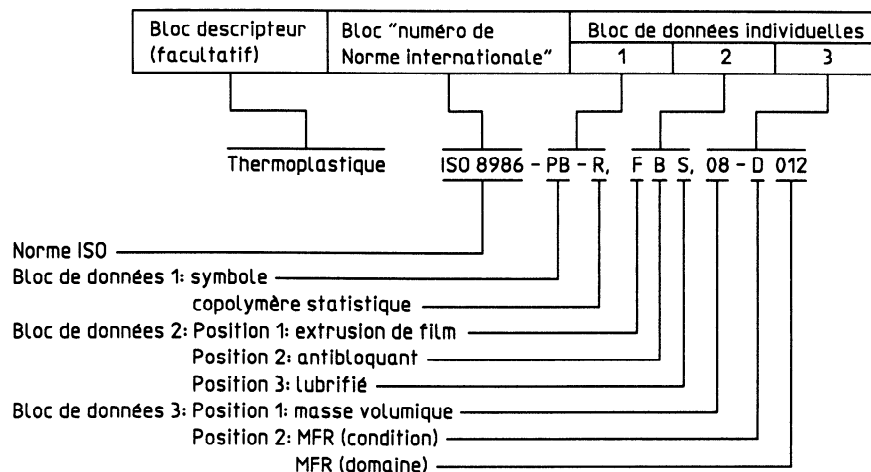 Bloc descripteur
(facultatif)
Bloc "numéro de
Norme internationale"
Bloc de données individuelles
1 2 3
Thermoplastique ISO 8986 - PB - R, F B S, 08 - D 012
Norme ISO
Bloc de données 1: symbole
copolymère statistique
Bloc de données 2: Position 1: extrusion de film
Position 2: antibloquant
Position 3: lubrifié
Bloc de données 3: Position 1: masse volumique
Position 2: MFR (condition)
MFR (domaine)